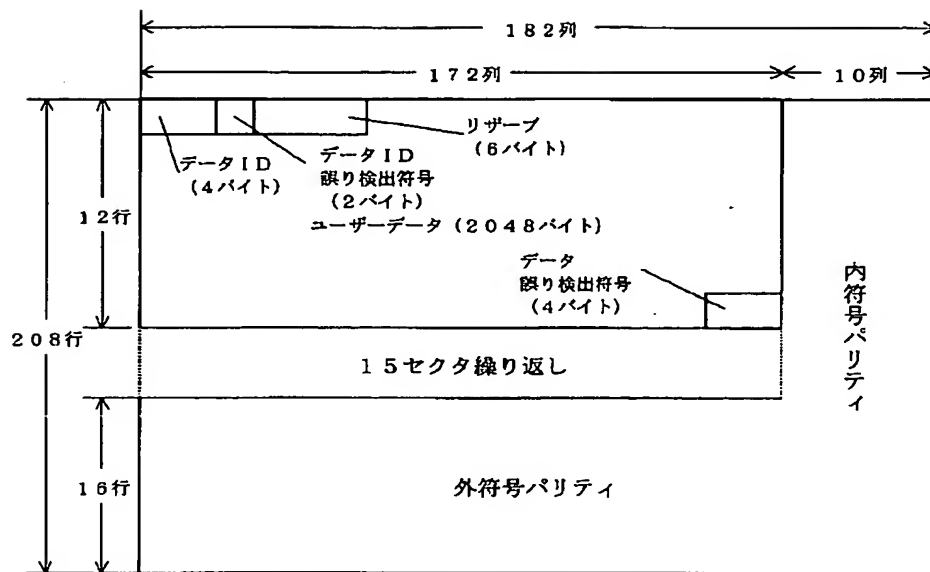 182列
172列
10列
データID
(4バイト)
データID
誤り検出符号
(2バイト)
リザーブ
(6バイト)
ユーザーデータ(2048バイト)
12行
データ
誤り検出符号
(4バイト)
208行
15セクタ繰り返し
内符号パリティ
16行
外符号パリティ